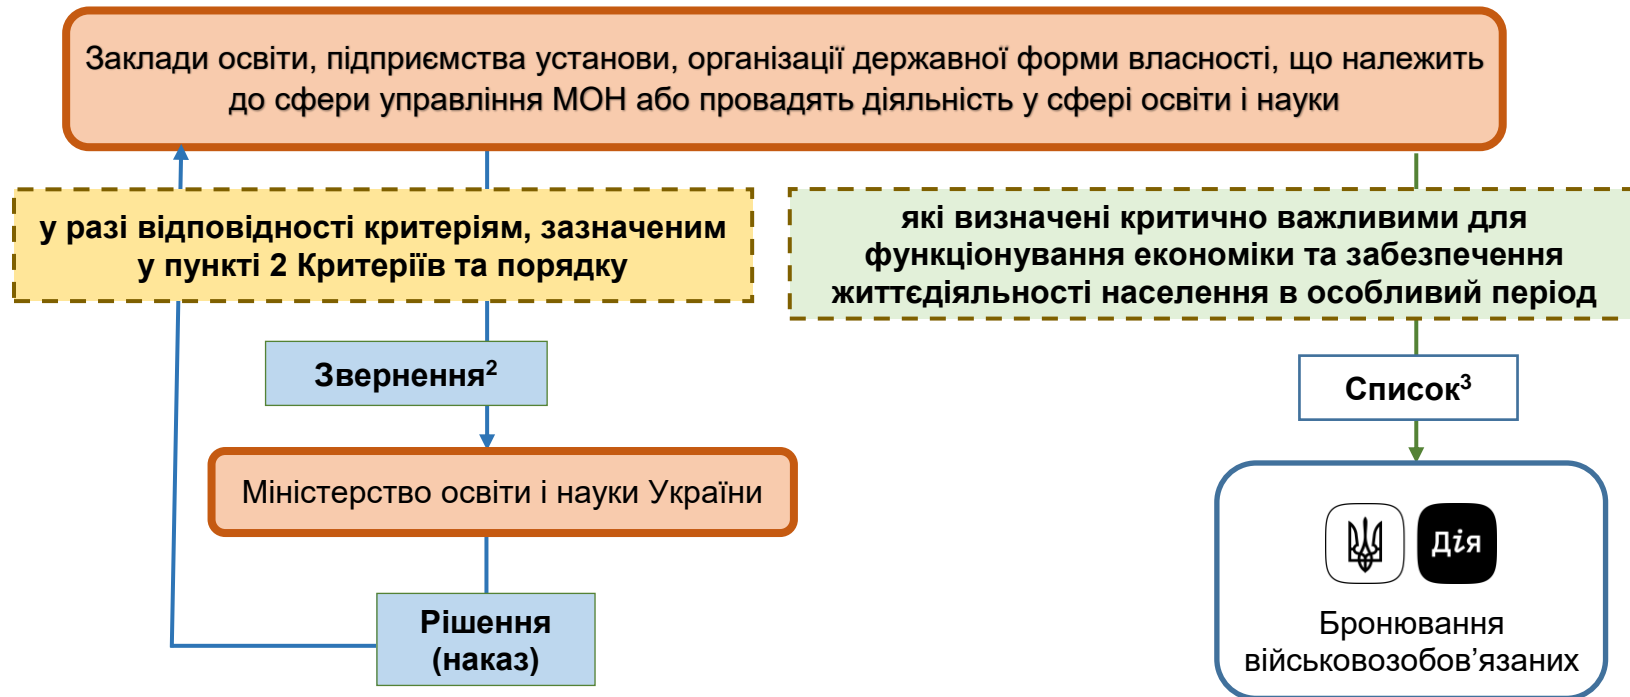 Заклади освіти, підприємства установи, організації державної форми власності, що належить
до сфери управління МОН або провадять діяльність у сфері освіти і науки
у разі відповідності критеріям, зазначеним
у пункті 2 Критеріїв та порядку
які визначені критично важливими для
функціонування економіки та забезпечення
життєдіяльності населення в особливий період
Звернення²
Список³
Міністерство освіти і науки України
Дія
Рішення
(наказ)
Бронювання
військовозобов’язаних